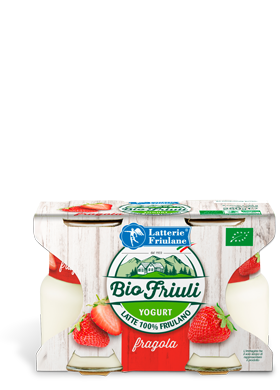 Latterie
Friulane
Bio Friuli
YOGURT
LATTE 100% FRIULANO
fragola